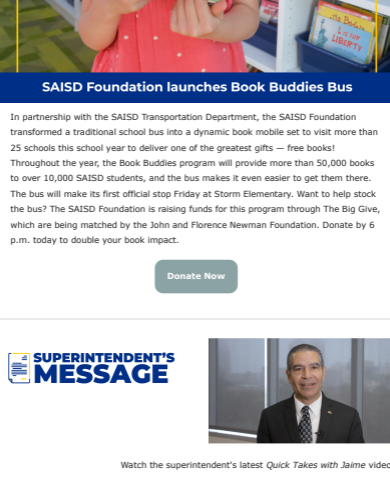 L IS for
LIBERTY
SAISD Foundation launches Book Buddies Bus
In partnership with the SAISD Transportation Department, the SAISD Foundation
transformed a traditional school bus into a dynamic book mobile set to visit more than
25 schools this school year to deliver one of the greatest gifts — free books!
Throughout the year, the Book Buddies program will provide more than 50,000 books
to over 10,000 SAISD students, and the bus makes it even easier to get them there.
The bus will make its first official stop Friday at Storm Elementary. Want to help stock
the bus? The SAISD Foundation is raising funds for this program through The Big Give,
which are being matched by the John and Florence Newman Foundation. Donate by 6
p.m. today to double your book impact.
Donate Now
SUPERINTENDENT'S
MESSAGE
Watch the superintendent's latest Quick Takes with Jaime video